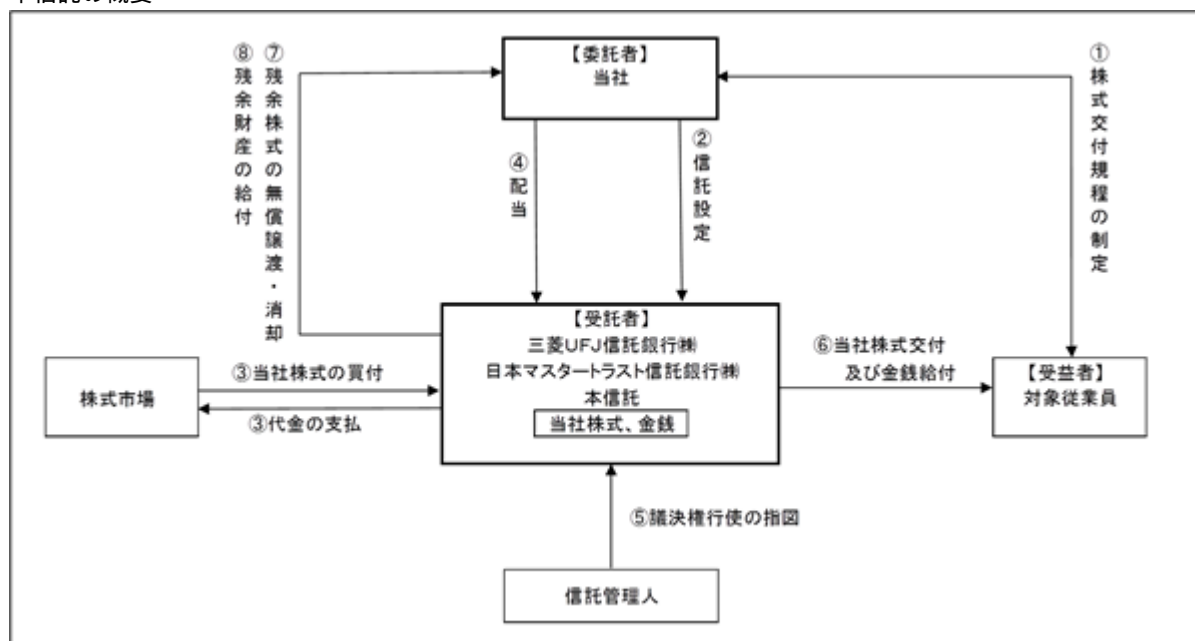 【委託者】
当社
⑧残余財産の給付
⑦残余株式の無償譲渡・消却
④配当
②信託設定
①株式交付規程の制定
【受託者】
三菱UFJ信託銀行㈱
日本マスタートラスト信託銀行㈱
本信託
当社株式、金銭
株式市場
③当社株式の買付
③代金の支払
⑥当社株式交付
及び金銭給付
【受益者】
対象従業員
⑤議決権行使の指図
信託管理人